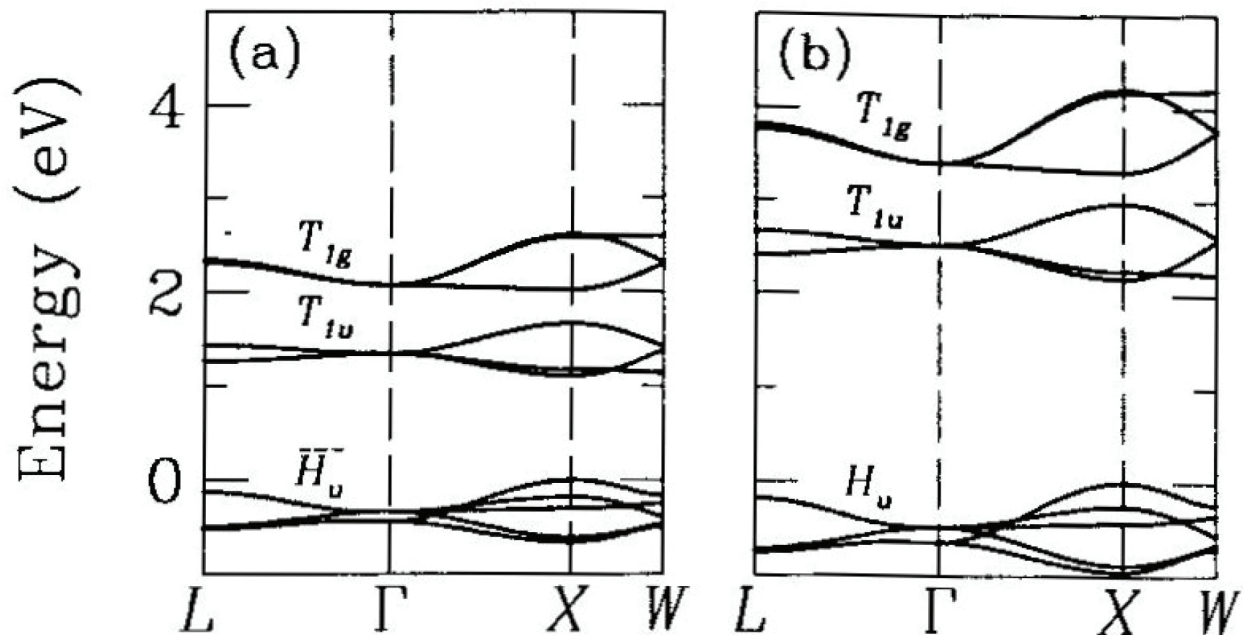 Energy (eV)
(a)
(b)
4
2
0
T1g
T1u
Hu
T1g
T1u
Hu
L Γ X W
L Γ X W